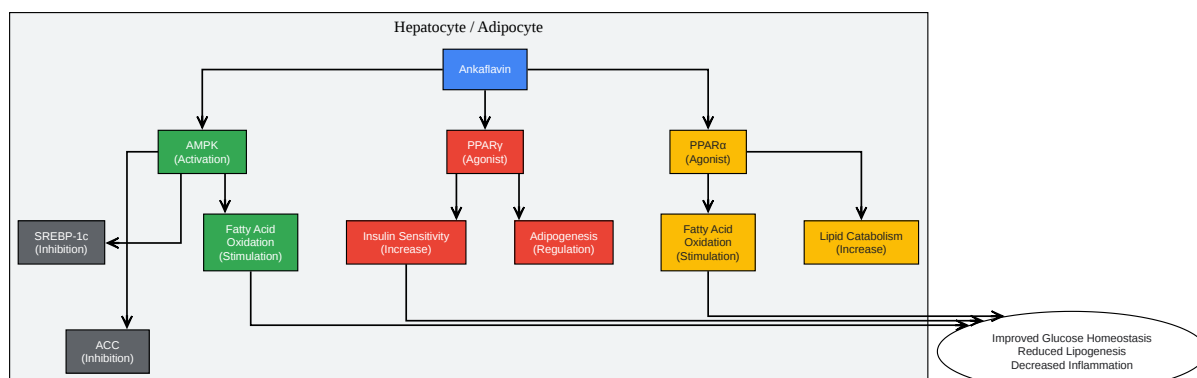 Hepatocyte / Adipocyte
Ankaflavin
AMPK
(Activation)
PPARγ
(Agonist)
PPARα
(Agonist)
SREBP-1c
(Inhibition)
Fatty Acid
Oxidation
(Stimulation)
Insulin Sensitivity
(Increase)
Adipogenesis
(Regulation)
Fatty Acid
Oxidation
(Stimulation)
Lipid Catabolism
(Increase)
ACC
(Inhibition)
Improved Glucose Homeostasis
Reduced Lipogenesis
Decreased Inflammation